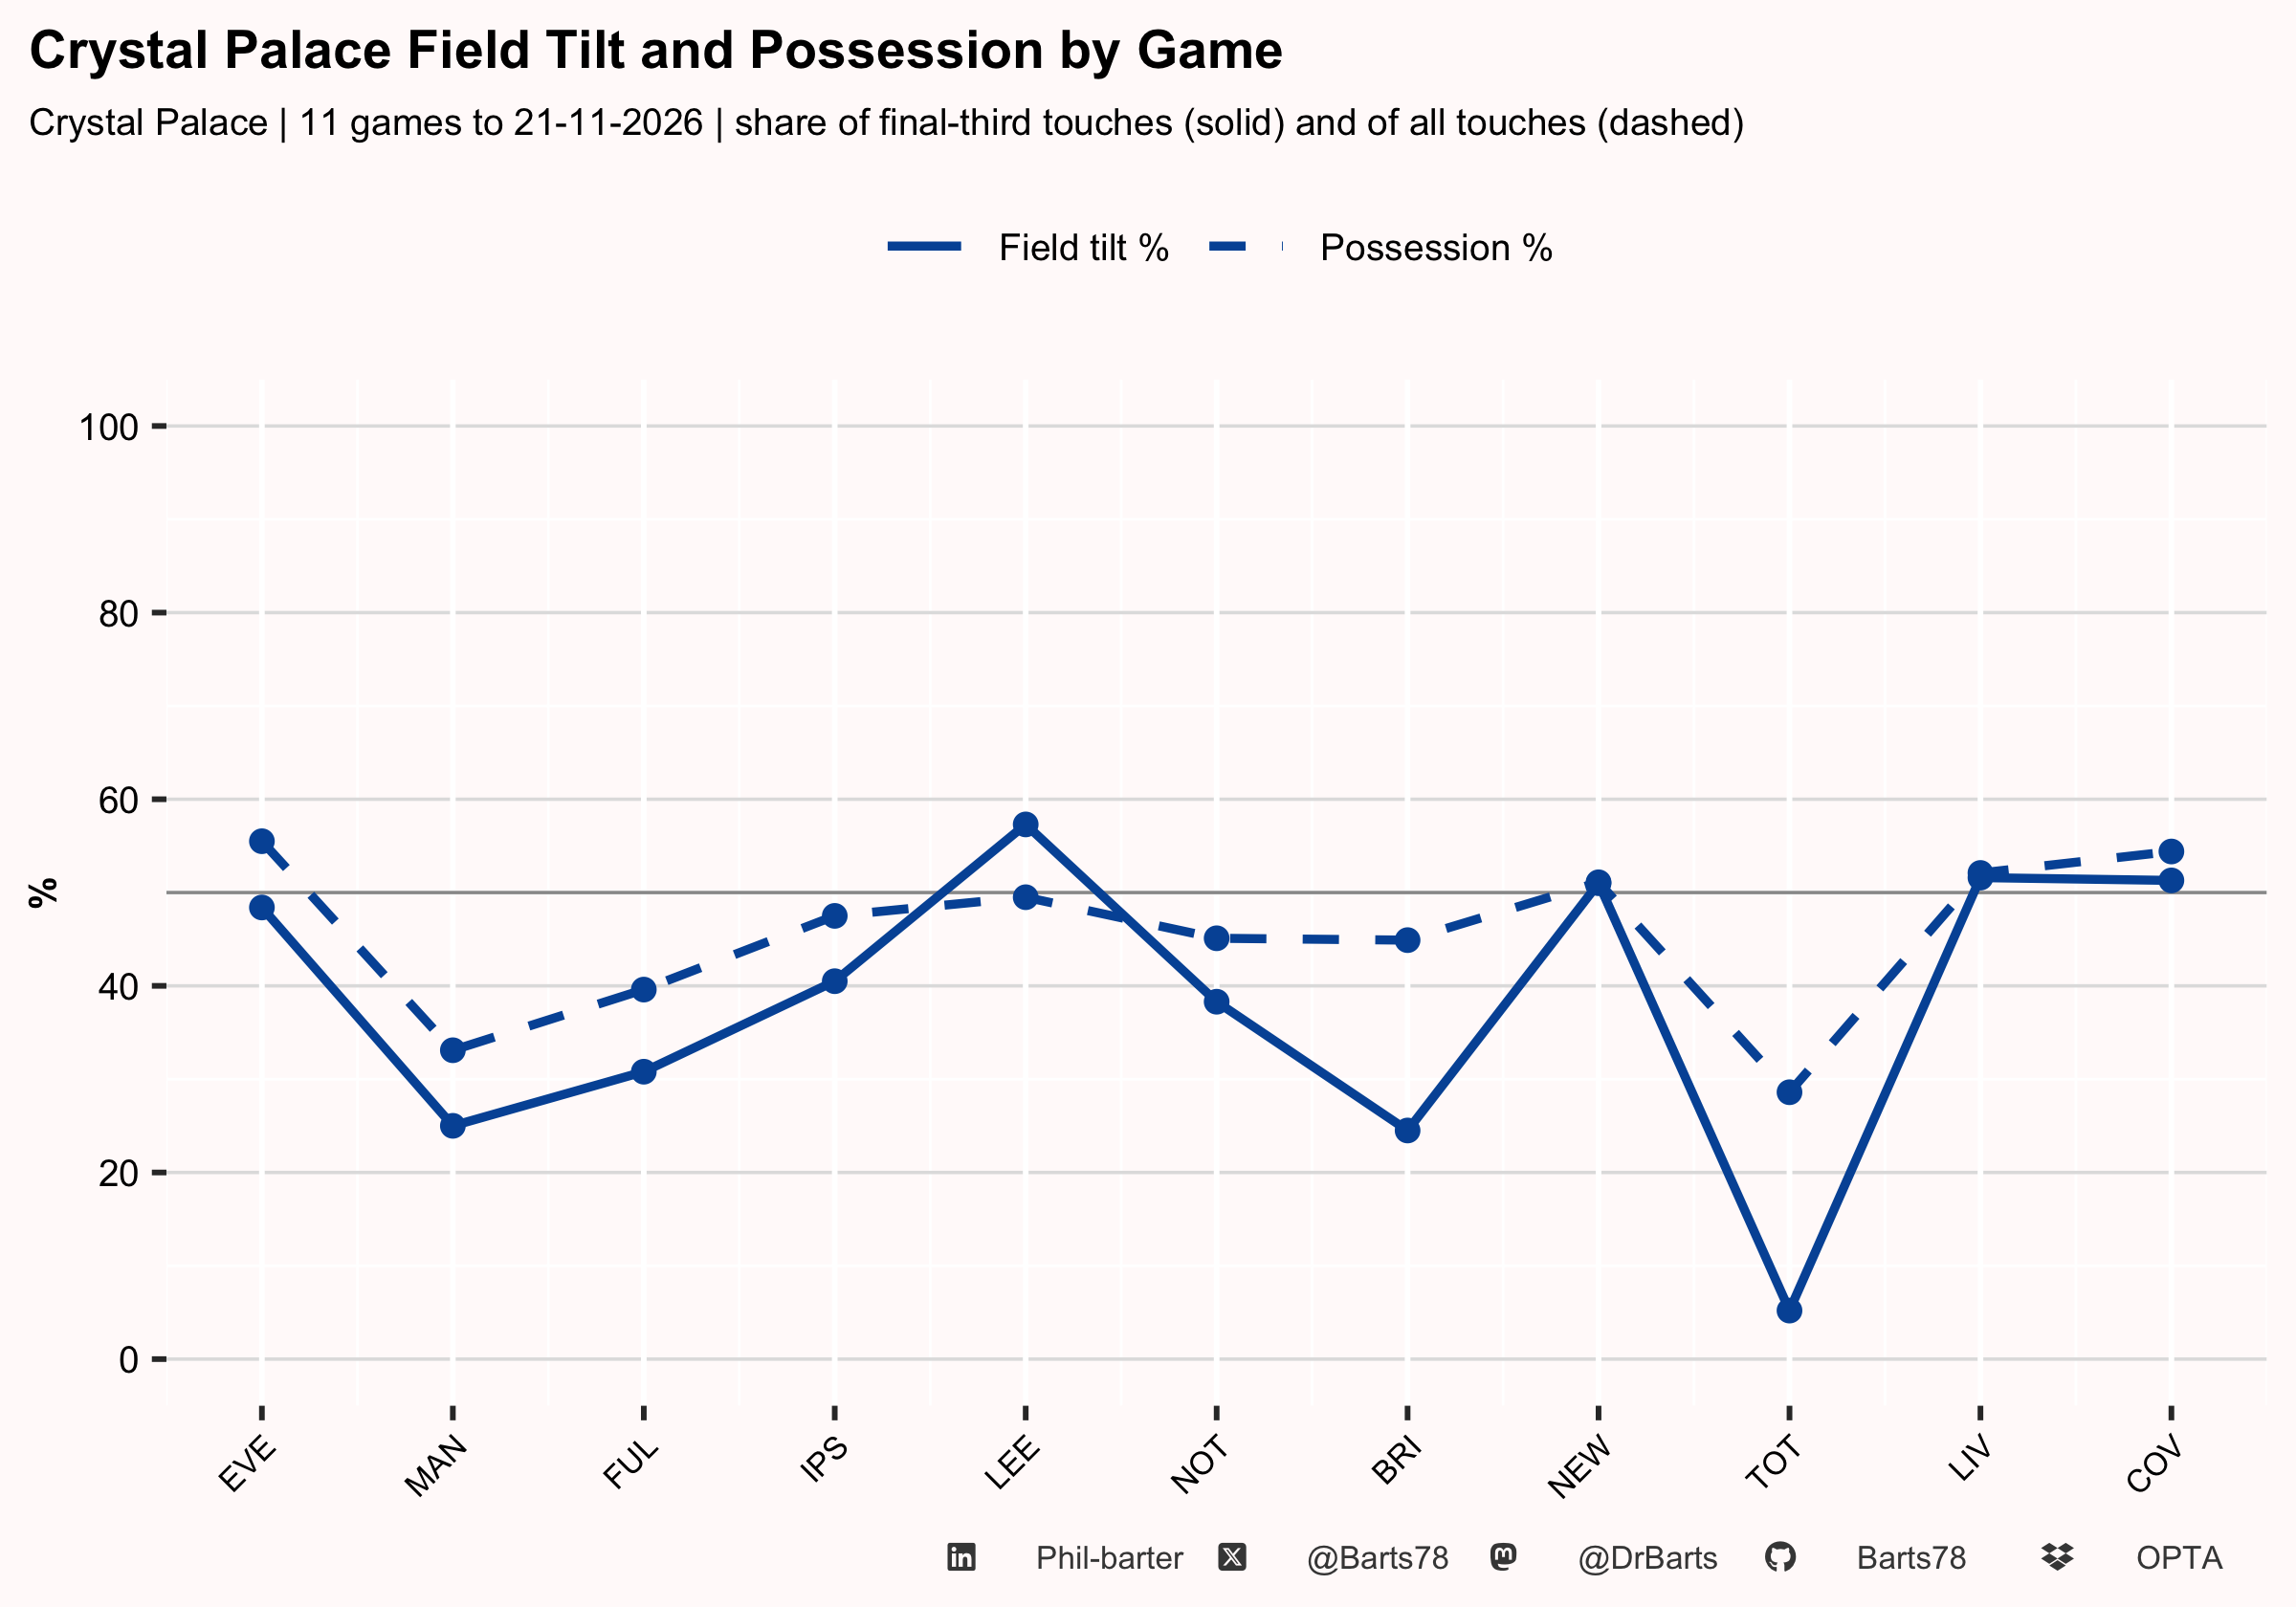 Crystal Palace Field Tilt and Possession by Game
Crystal Palace | 11 games to 21-11-2026 | share of final-third touches (solid) and of all touches (dashed)
Field tilt % Possession %
100
80
60
40
20
0
%
EVE MAN FUL IPS LEE NOT BRI NEW TOT LIV COV
Phil-barter @Barts78 @DrBarts Barts78 OPTA